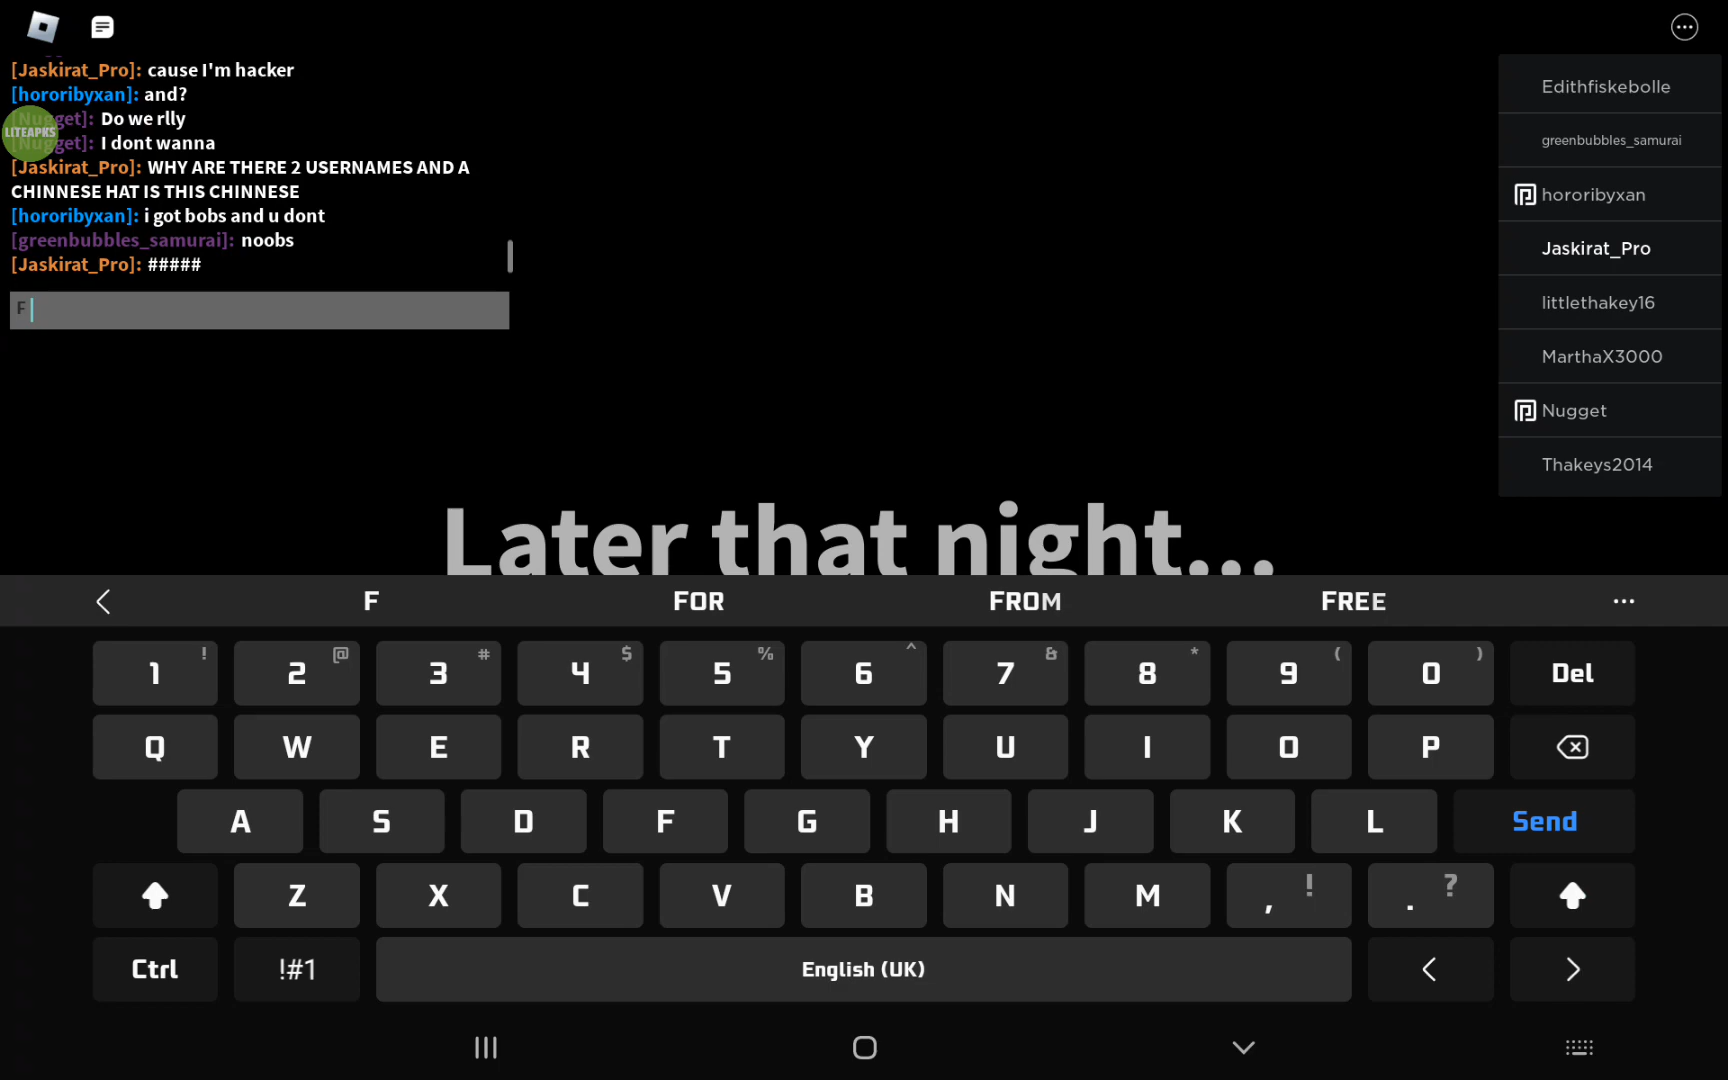 [Jaskirat_Pro]: cause I'm hacker
[hororibyxan]: and?
[Nugget]: Do we rlly
LITEAPKS
[Nugget]: I dont wanna
[Jaskirat_Pro]: WHY ARE THERE 2 USERNAMES AND A
CHINNESE HAT IS THIS CHINNESE
[hororibyxan]: i got bobs and u dont
[greenbubbles_samurai]: noobs
[Jaskirat_Pro]: #####
F
Edithfiskebolle
greenbubbles_samurai
hororibyxan
Jaskirat_Pro
littlethakey16
MarthaX3000
Nugget
Thakeys2014
Later that night...
F FOR FROM FREE ...
1 ! 2 @ 3 # 4 $ 5 % 6 ^ 7 & 8 * 9 ( 0 ) Del
Q W E R T Y U I O P
A S D F G H J K L Send
Z X C V B N M , ! . ?
Ctrl !#1 English (UK) < >